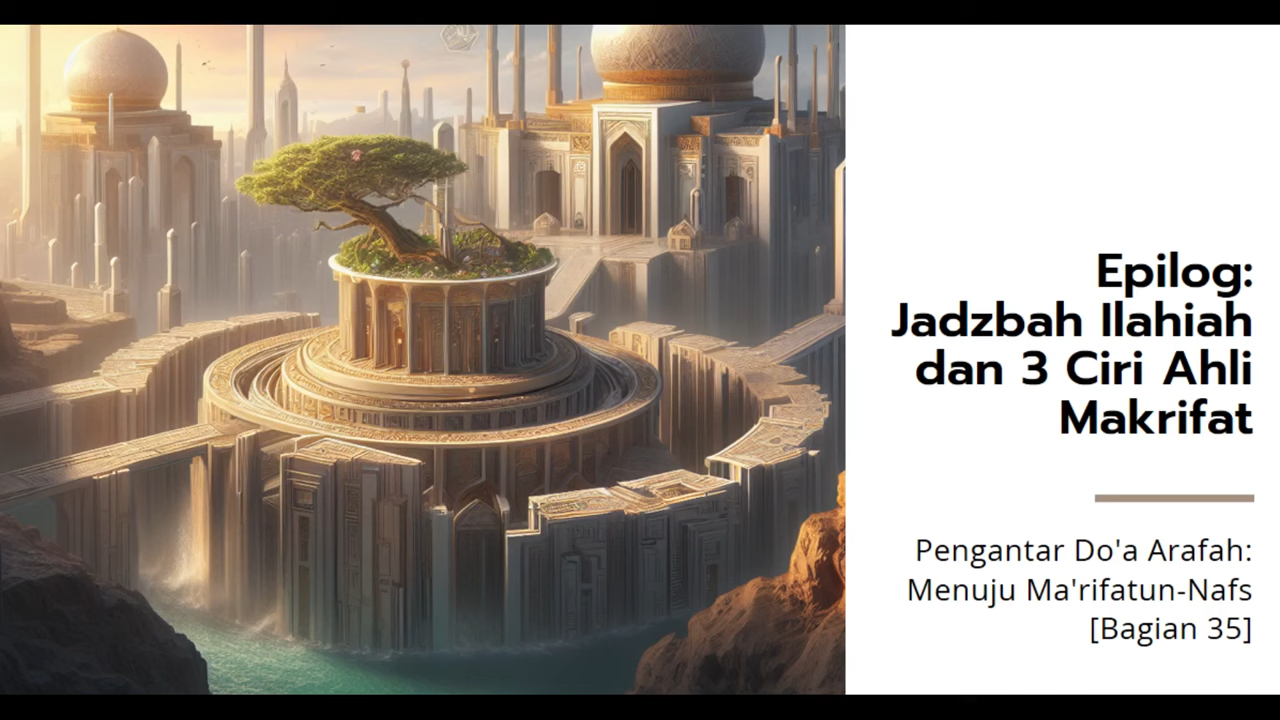 Epilog:
Jadzbah Ilahiah
dan 3 Ciri Ahli
Makrifat
Pengantar Do'a Arafah:
Menuju Ma'rifatun-Nafs
[Bagian 35]